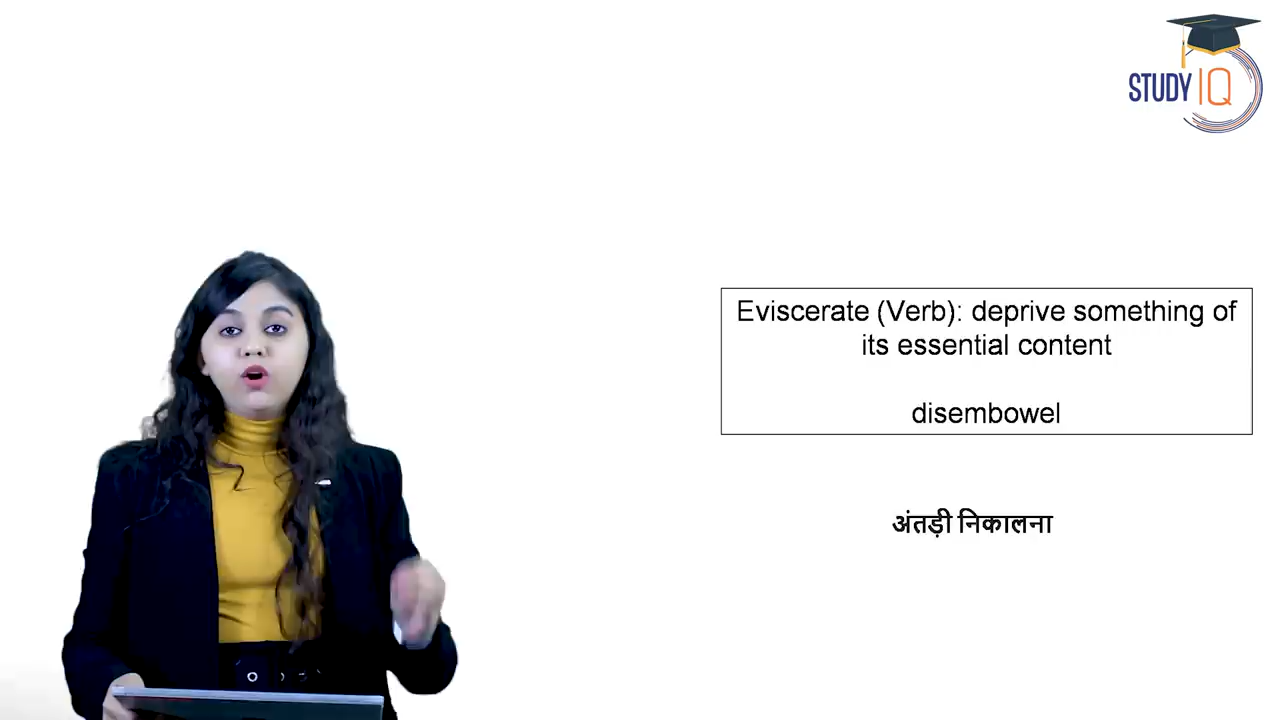 STUDY IQ
Eviscerate (Verb): deprive something of
its essential content
disembowel
अंतड़ी निकालना